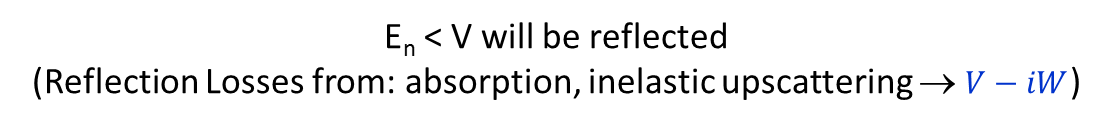 Eₙ < V will be reflected
(Reflection Losses from: absorption, inelastic upscattering → V − iW)